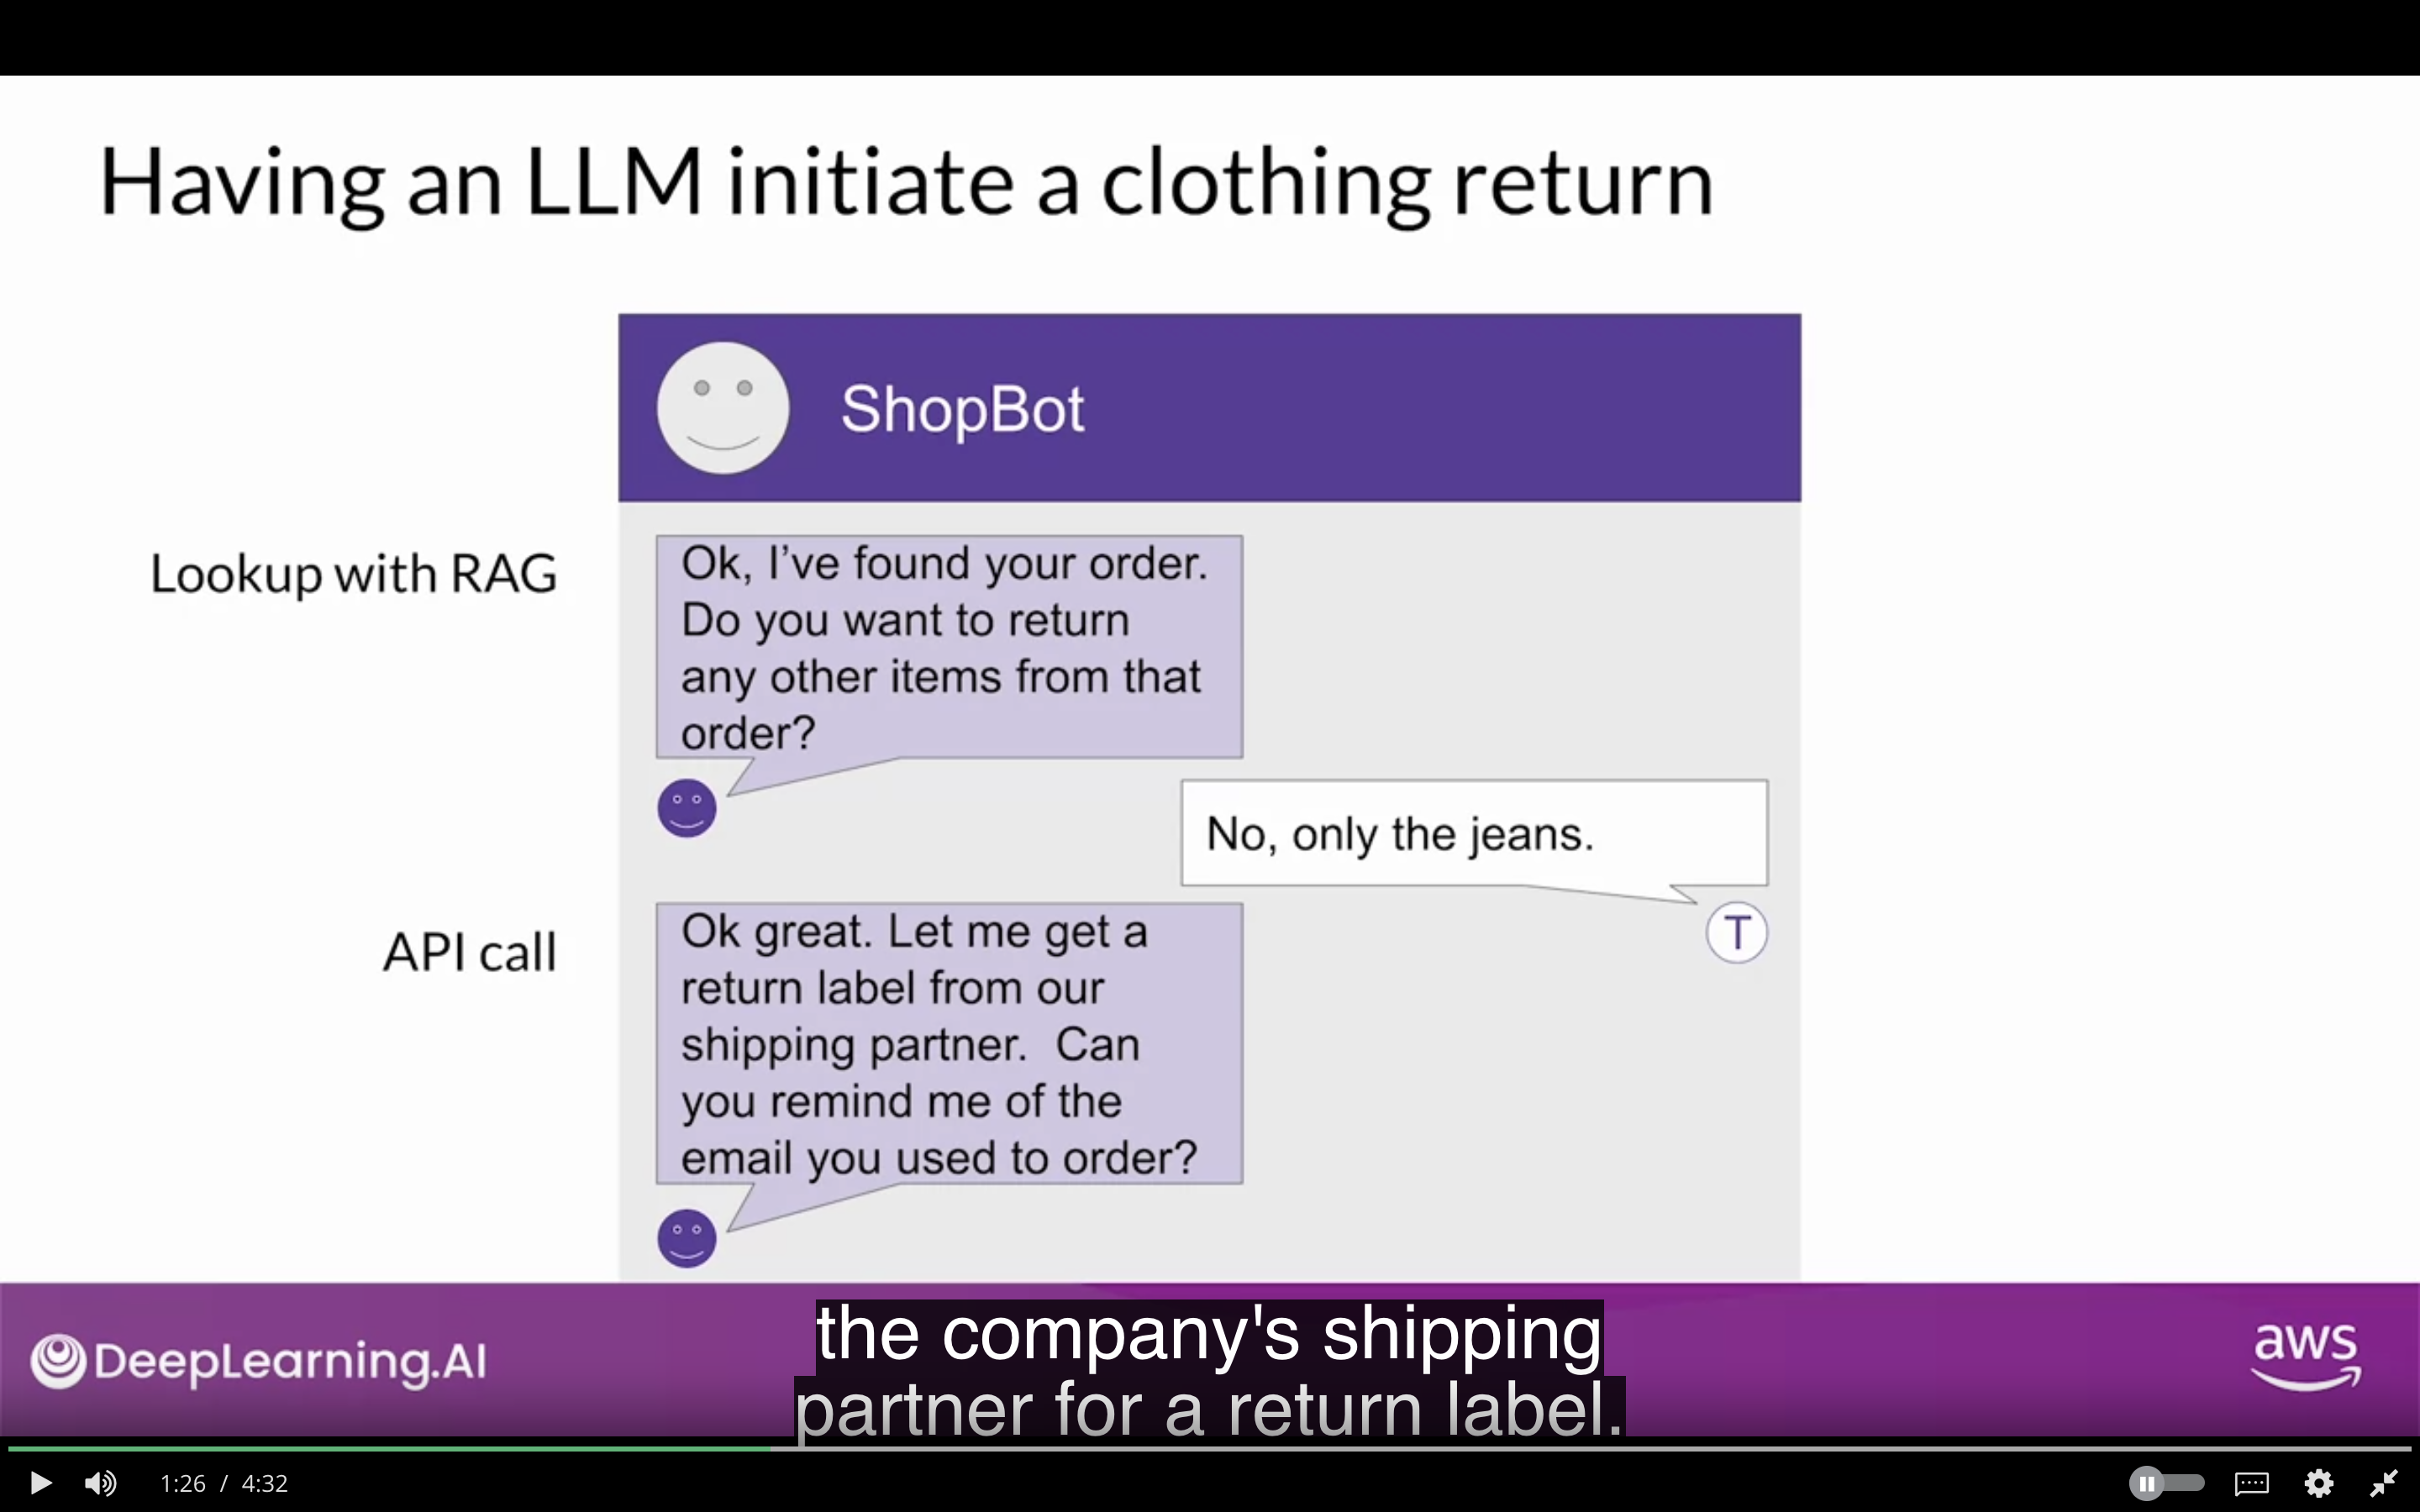 Having an LLM initiate a clothing return
ShopBot
Lookup with RAG
Ok, I've found your order.
Do you want to return
any other items from that
order?
No, only the jeans.
T
API call
Ok great. Let me get a
return label from our
shipping partner.  Can
you remind me of the
email you used to order?
DeepLearning.AI
the company's shipping
partner for a return label.
aws
1:26 / 4:32